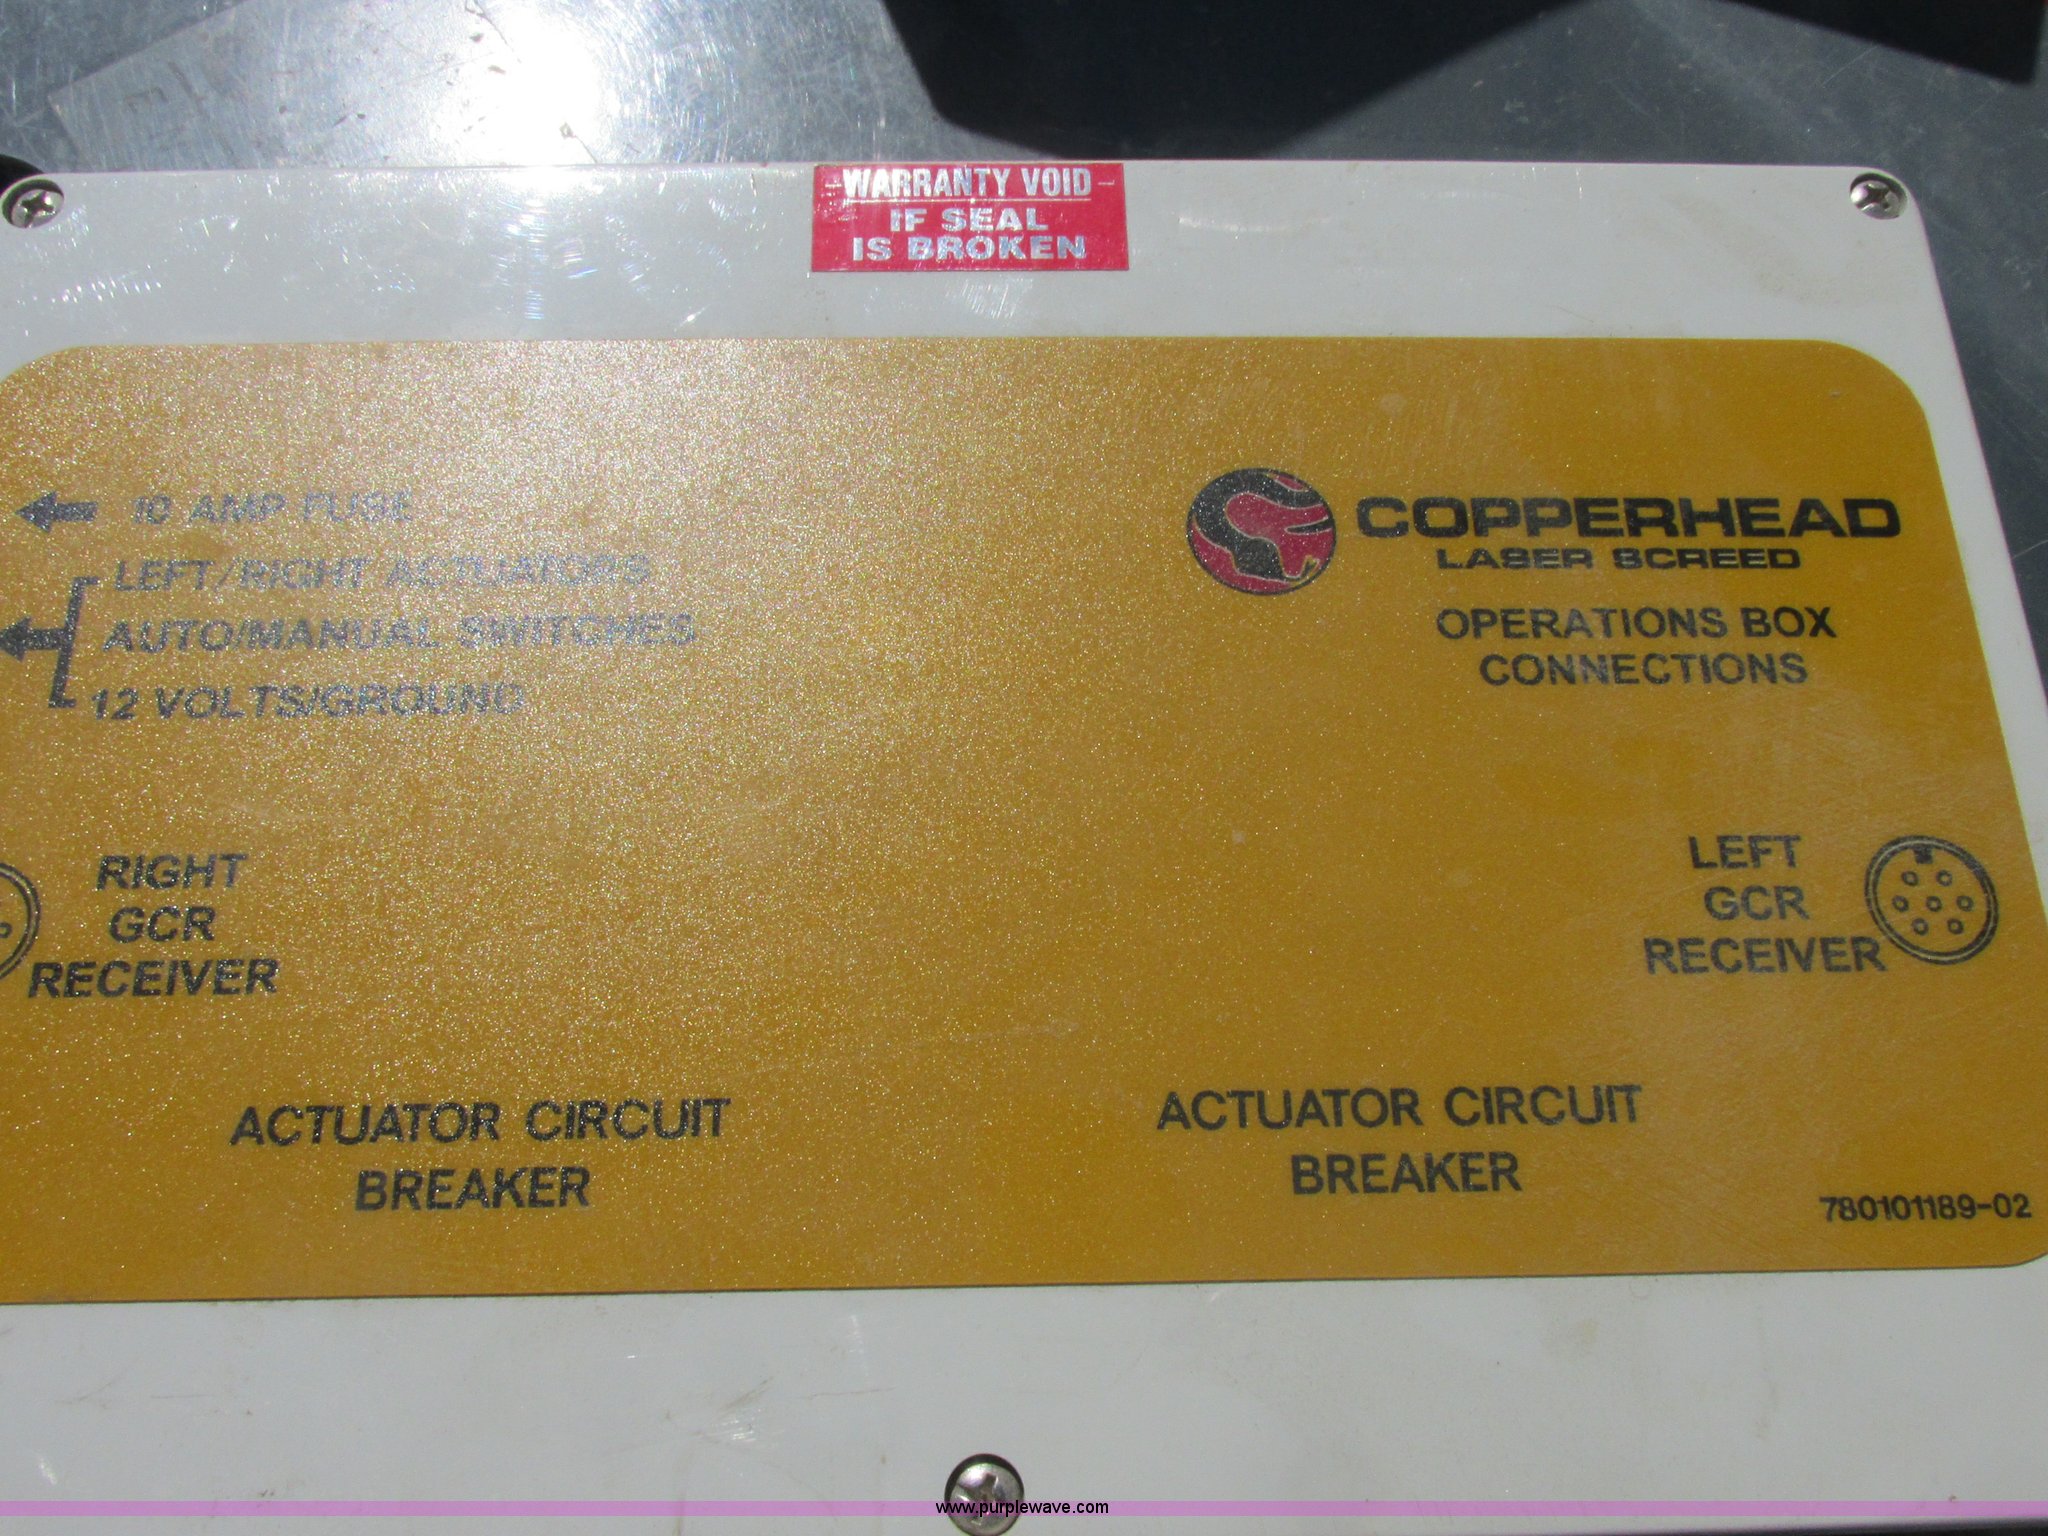 WARRANTY VOID
IF SEAL
IS BROKEN
10 AMP FUSE
LEFT/RIGHT ACTUATORS
AUTO/MANUAL SWITCHES
12 VOLTS/GROUND
COPPERHEAD
LASER SCREED
OPERATIONS BOX
CONNECTIONS
RIGHT
GCR
RECEIVER
LEFT
GCR
RECEIVER
ACTUATOR CIRCUIT
BREAKER
ACTUATOR CIRCUIT
BREAKER
780101189-02
www.purplewave.com